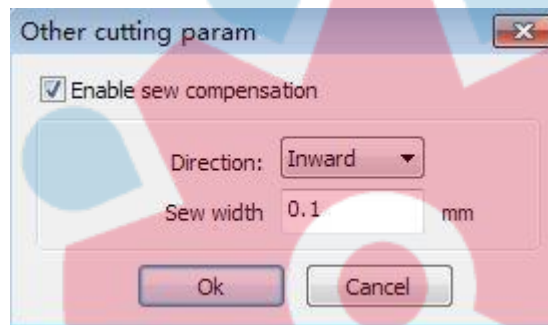 Other cutting param
Enable sew compensation
Direction: Inward
Sew width 0.1 mm
Ok Cancel